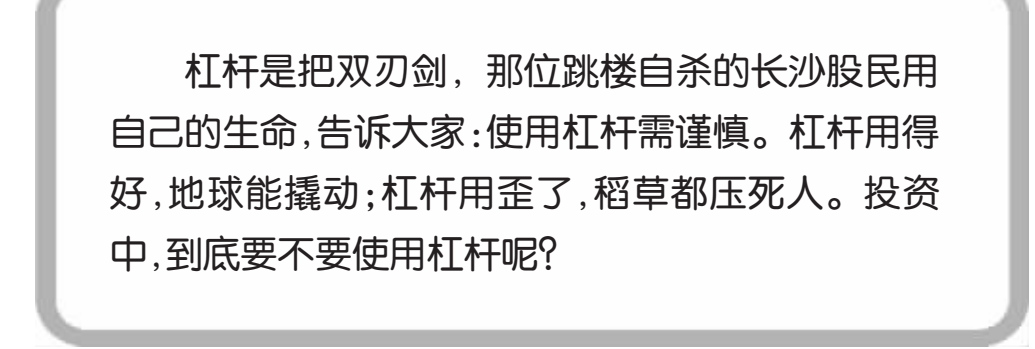 杠杆是把双刃剑，那位跳楼自杀的长沙股民用
自己的生命,告诉大家:使用杠杆需谨慎。杠杆用得
好,地球能撬动;杠杆用歪了,稻草都压死人。投资
中,到底要不要使用杠杆呢?